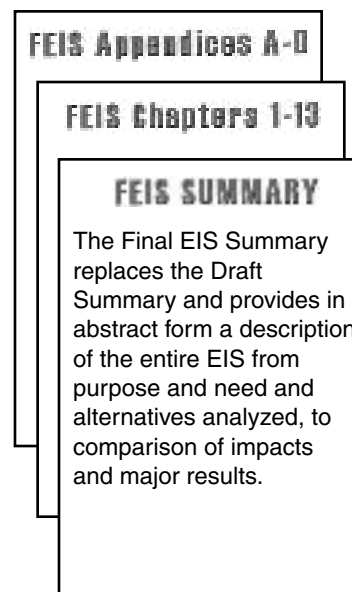 FEIS Appendices A-O
FEIS Chapters 1-13
FEIS SUMMARY
The Final EIS Summary
replaces the Draft
Summary and provides in
abstract form a description
of the entire EIS from
purpose and need and
alternatives analyzed, to
comparison of impacts
and major results.